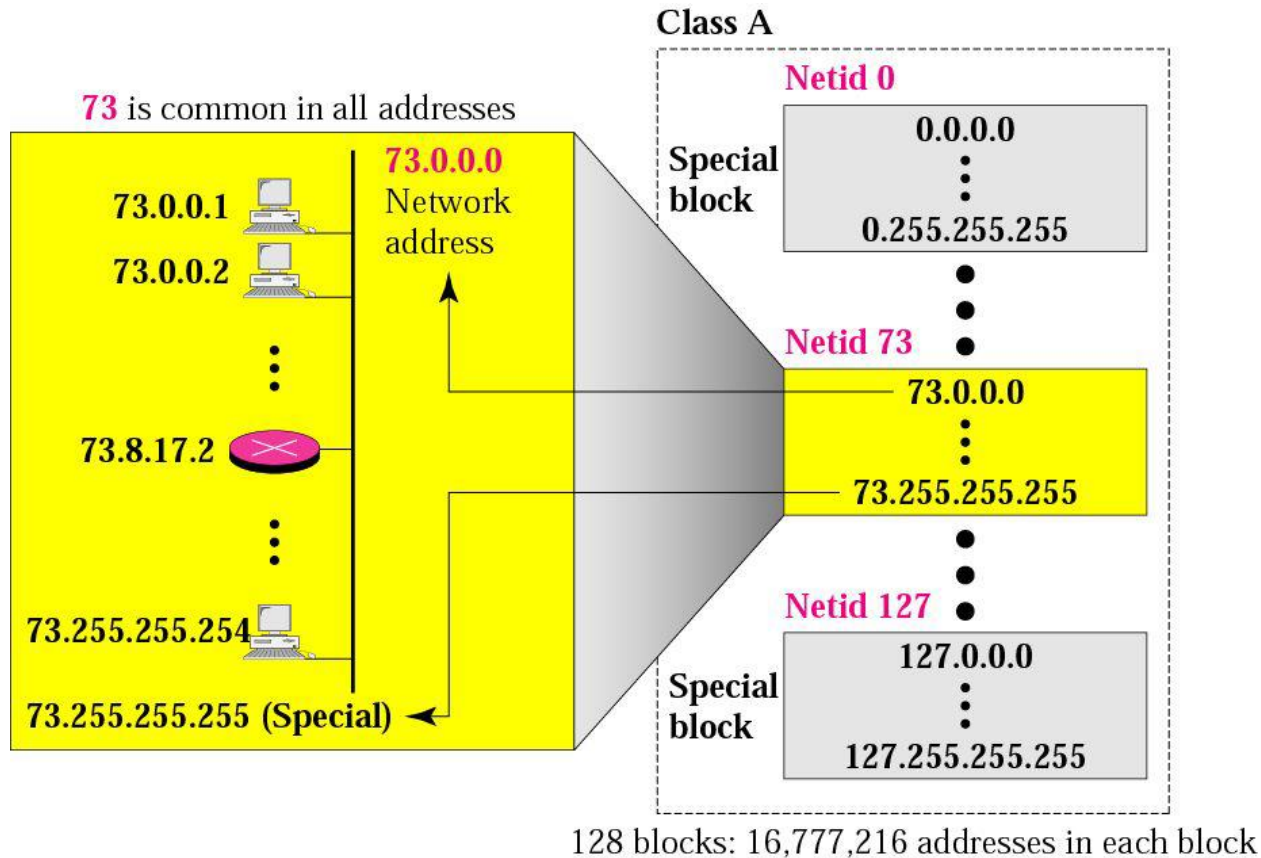 Class A
73 is common in all addresses
73.0.0.0
Network
address
73.0.0.1
73.0.0.2
73.8.17.2
73.255.255.254
73.255.255.255 (Special)
Netid 0
Special
block
0.0.0.0
0.255.255.255
Netid 73
73.0.0.0
73.255.255.255
Netid 127
Special
block
127.0.0.0
127.255.255.255
128 blocks: 16,777,216 addresses in each block